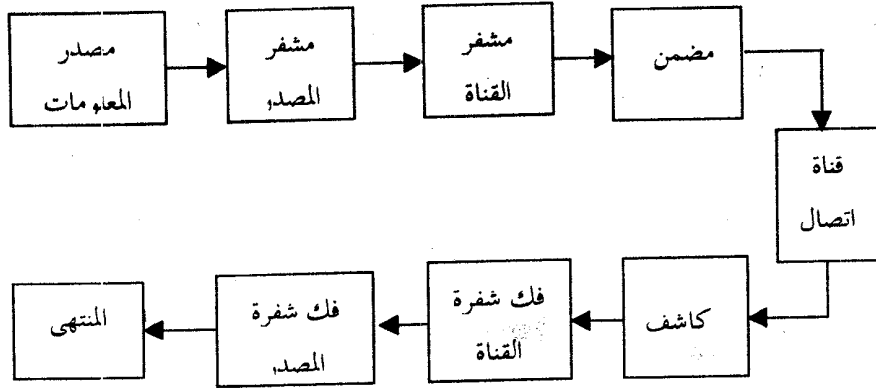 مصدر
المعلومات
مشفر
المصدر
مشفر
القناة
مضمن
قناة
اتصال
كاشف
فك شفرة
القناة
فك شفرة
المصدر
المنتهى